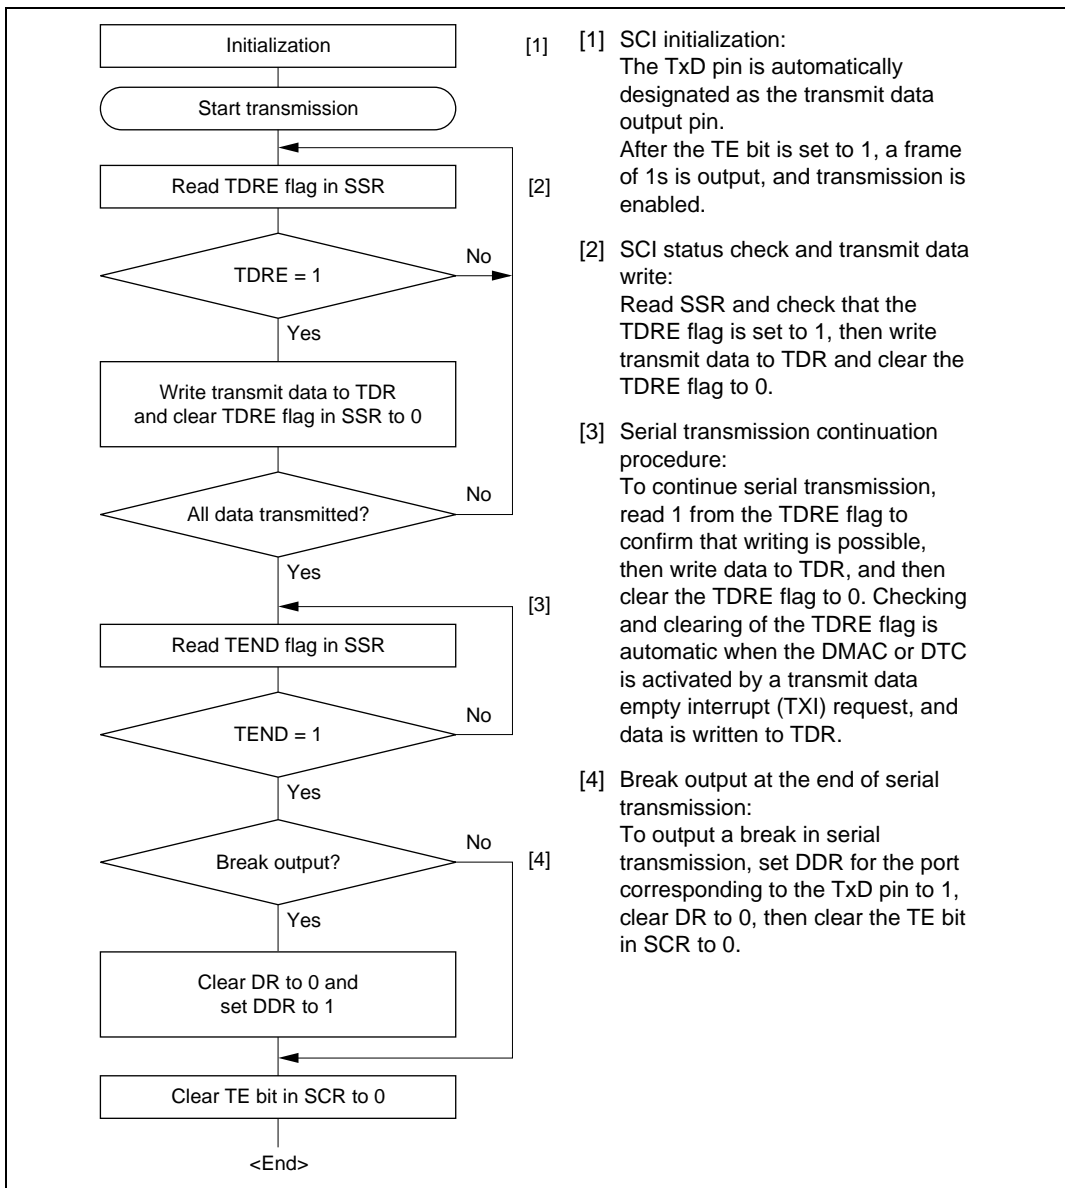 Initialization
[1]
Start transmission
Read TDRE flag in SSR
[2]
TDRE = 1
No
Yes
Write transmit data to TDR
and clear TDRE flag in SSR to 0
All data transmitted?
No
Yes
[3]
Read TEND flag in SSR
TEND = 1
No
Yes
Break output?
No
[4]
Yes
Clear DR to 0 and
set DDR to 1
Clear TE bit in SCR to 0
<End>
[1] SCI initialization:
The TxD pin is automatically
designated as the transmit data
output pin.
After the TE bit is set to 1, a frame
of 1s is output, and transmission is
enabled.
[2] SCI status check and transmit data
write:
Read SSR and check that the
TDRE flag is set to 1, then write
transmit data to TDR and clear the
TDRE flag to 0.
[3] Serial transmission continuation
procedure:
To continue serial transmission,
read 1 from the TDRE flag to
confirm that writing is possible,
then write data to TDR, and then
clear the TDRE flag to 0. Checking
and clearing of the TDRE flag is
automatic when the DMAC or DTC
is activated by a transmit data
empty interrupt (TXI) request, and
data is written to TDR.
[4] Break output at the end of serial
transmission:
To output a break in serial
transmission, set DDR for the port
corresponding to the TxD pin to 1,
clear DR to 0, then clear the TE bit
in SCR to 0.